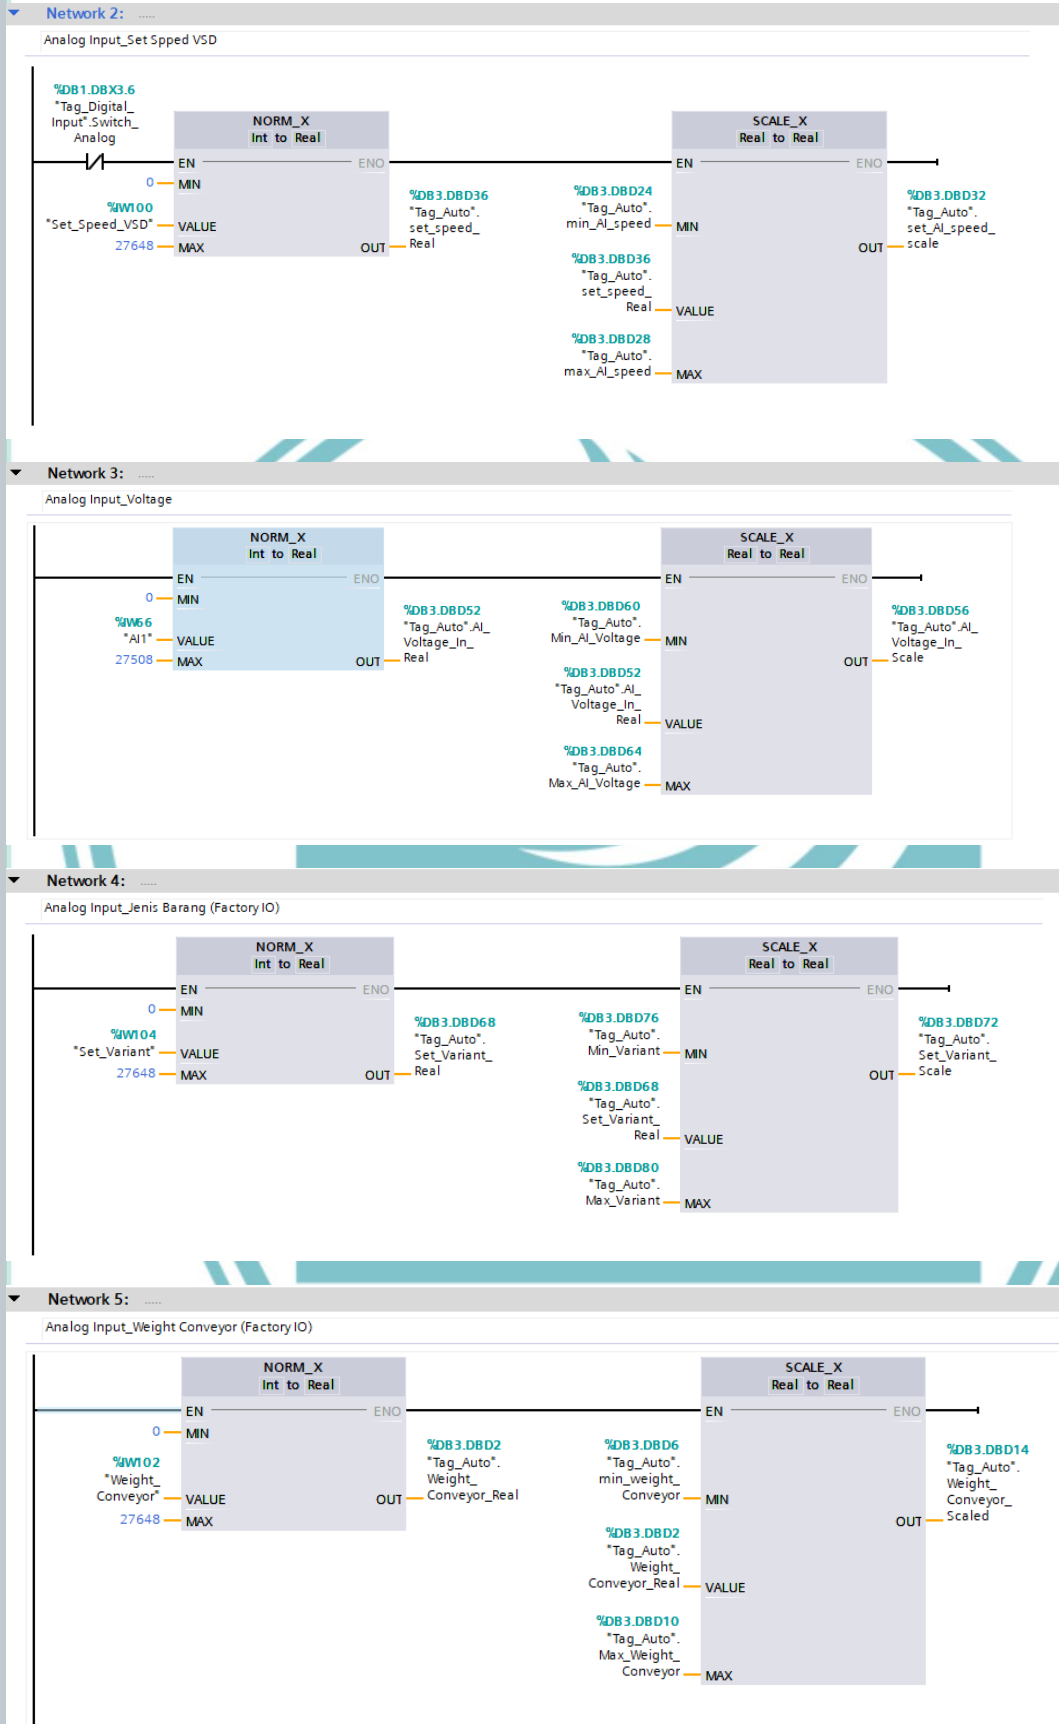 Network 2: .....
Analog Input_Set Spped VSD
%DB1.DBX3.6
"Tag_Digital_
Input".Switch_
Analog
NORM_X
Int to Real
EN
ENO
0
MIN
%IW100
"Set_Speed_VSD"
VALUE
27648
MAX
OUT
%DB3.DBD36
"Tag_Auto".
set_speed_
Real
SCALE_X
Real to Real
EN
ENO
%DB3.DBD24
"Tag_Auto".
min_AI_speed
MIN
%DB3.DBD36
"Tag_Auto".
set_speed_
Real
VALUE
%DB3.DBD28
"Tag_Auto".
max_AI_speed
MAX
OUT
%DB3.DBD32
"Tag_Auto".
set_AI_speed_
scale
Network 3: .....
Analog Input_Voltage
NORM_X
Int to Real
EN
ENO
0
MIN
%IW66
"AI1"
VALUE
27508
MAX
OUT
%DB3.DBD52
"Tag_Auto".AI_
Voltage_In_
Real
SCALE_X
Real to Real
EN
ENO
%DB3.DBD60
"Tag_Auto".
Min_AI_Voltage
MIN
%DB3.DBD52
"Tag_Auto".AI_
Voltage_In_
Real
VALUE
%DB3.DBD64
"Tag_Auto".
Max_AI_Voltage
MAX
OUT
%DB3.DBD56
"Tag_Auto".AI_
Voltage_In_
Scale
Network 4: .....
Analog Input_Jenis Barang (Factory IO)
NORM_X
Int to Real
EN
ENO
0
MIN
%IW104
"Set_Variant"
VALUE
27648
MAX
OUT
%DB3.DBD68
"Tag_Auto".
Set_Variant_
Real
SCALE_X
Real to Real
EN
ENO
%DB3.DBD76
"Tag_Auto".
Min_Variant
MIN
%DB3.DBD68
"Tag_Auto".
Set_Variant_
Real
VALUE
%DB3.DBD80
"Tag_Auto".
Max_Variant
MAX
OUT
%DB3.DBD72
"Tag_Auto".
Set_Variant_
Scale
Network 5: .....
Analog Input_Weight Conveyor (Factory IO)
NORM_X
Int to Real
EN
ENO
0
MIN
%IW102
"Weight_
Conveyor"
VALUE
27648
MAX
OUT
%DB3.DBD2
"Tag_Auto".
Weight_
Conveyor_Real
SCALE_X
Real to Real
EN
ENO
%DB3.DBD6
"Tag_Auto".
min_weight_
Conveyor
MIN
%DB3.DBD2
"Tag_Auto".
Weight_
Conveyor_Real
VALUE
%DB3.DBD10
"Tag_Auto".
Max_Weight_
Conveyor
MAX
OUT
%DB3.DBD14
"Tag_Auto".
Weight_
Conveyor_
Scaled